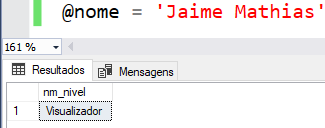 @nome = 'Jaime Mathias'
161 %
Resultados Mensagens
nm_nivel
1 Visualizador